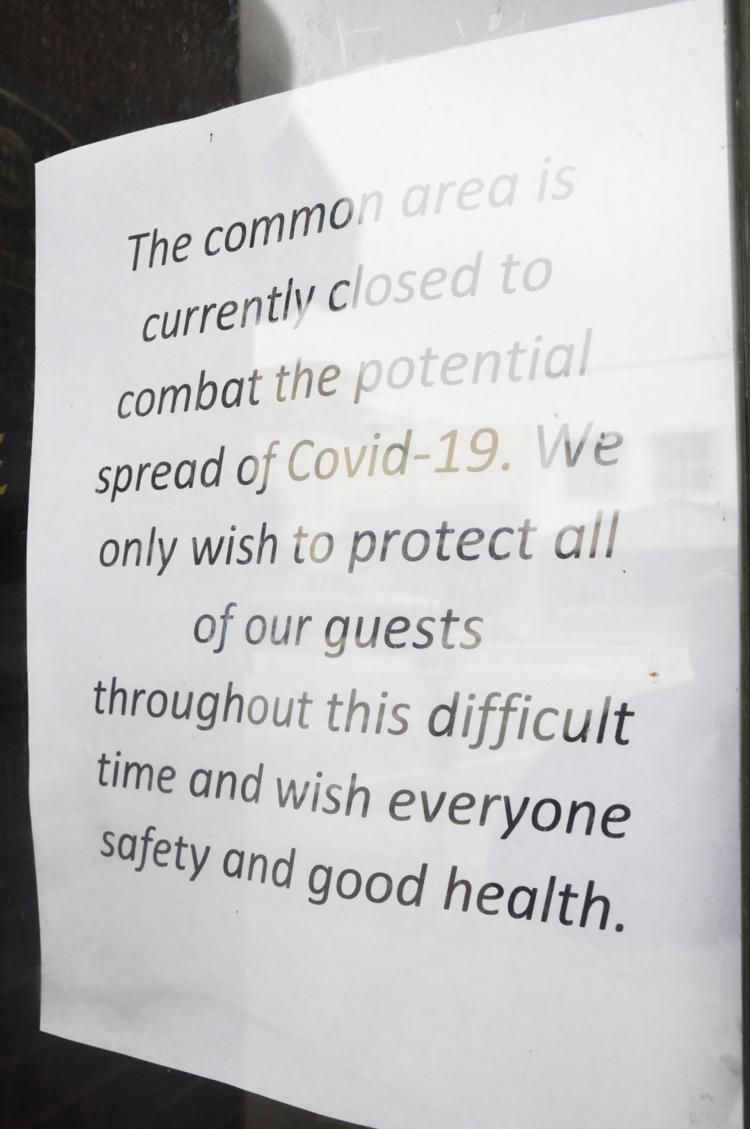 The common area is
currently closed to
combat the potential
spread of Covid-19. We
only wish to protect all
of our guests
throughout this difficult
time and wish everyone
safety and good health.